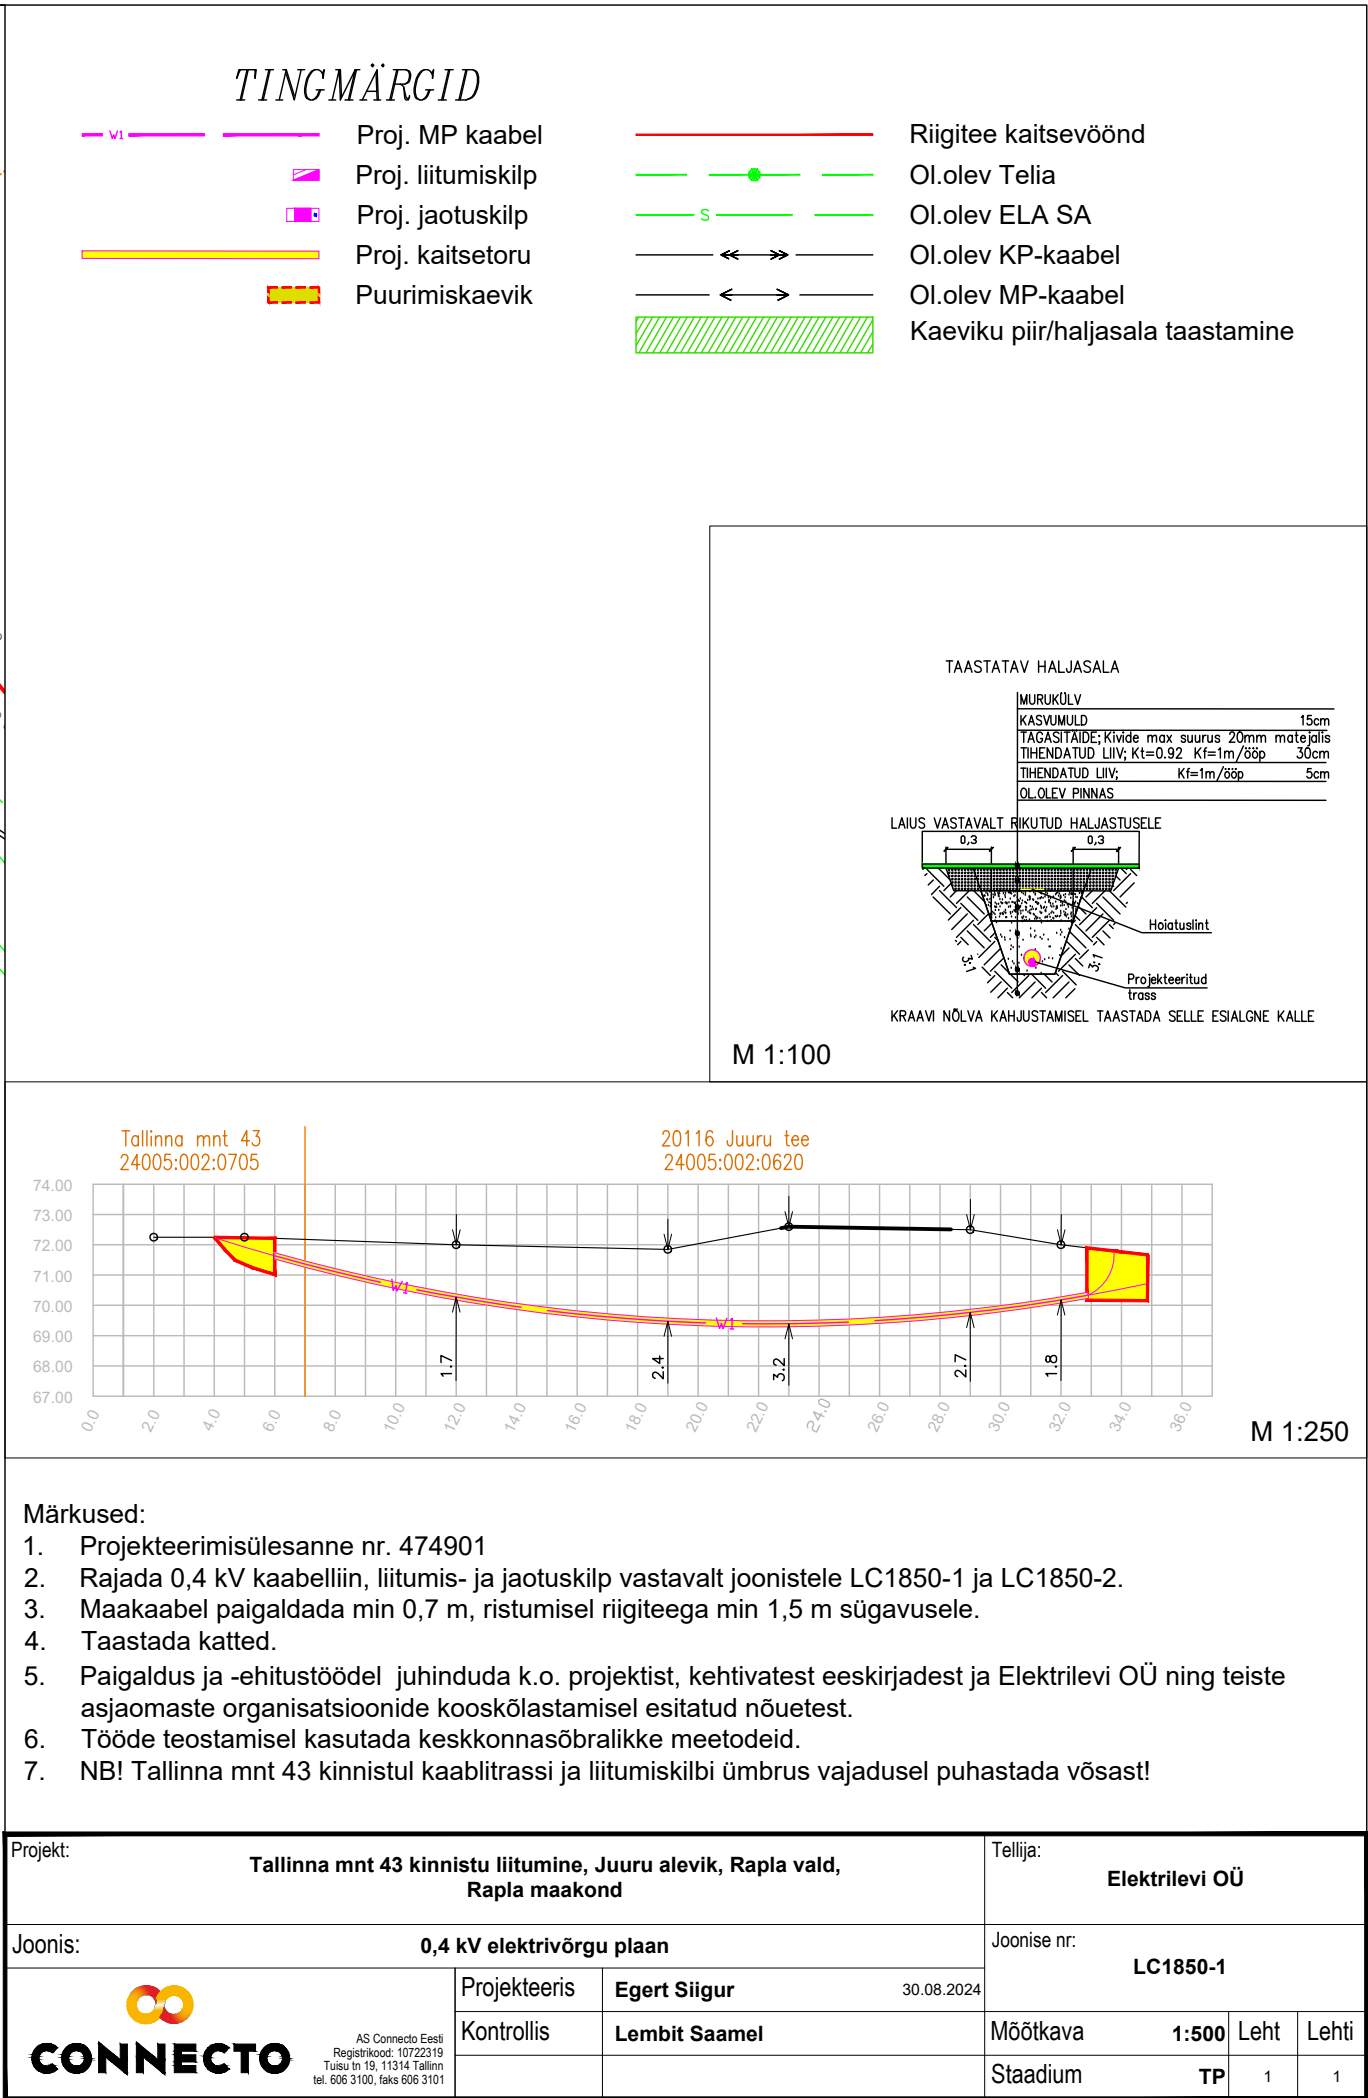 TINGMÄRGID
W1
Proj. MP kaabel
Proj. liitumiskilp
Proj. jaotuskilp
Proj. kaitsetoru
Puurimiskaevik
Riigitee kaitsevöönd
Ol.olev Telia
S
Ol.olev ELA SA
Ol.olev KP-kaabel
Ol.olev MP-kaabel
Kaeviku piir/haljasala taastamine
TAASTATAV HALJASALA
MURUKÜLV
KASVUMULD 15cm
TAGASITÄIDE; Kivide max suurus 20mm matejalis
TIHENDATUD LIIV; Kt=0.92 Kf=1m/ööp 30cm
TIHENDATUD LIIV; Kf=1m/ööp 5cm
OL.OLEV PINNAS
LAIUS VASTAVALT RIKUTUD HALJASTUSELE
0,3 0,3
Hoiatuslint
3:1 3:1
Projekteeritud
trass
KRAAVI NÕLVA KAHJUSTAMISEL TAASTADA SELLE ESIALGNE KALLE
M 1:100
Tallinna mnt 43
24005:002:0705
20116 Juuru tee
24005:002:0620
74.00
73.00
72.00
71.00
70.00
69.00
68.00
67.00
W1 W1
1.7 2.4 3.2 2.7 1.8
0.0 2.0 4.0 6.0 8.0 10.0 12.0 14.0 16.0 18.0 20.0 22.0 24.0 26.0 28.0 30.0 32.0 34.0 36.0
M 1:250
Märkused:
1. Projekteerimisülesanne nr. 474901
2. Rajada 0,4 kV kaabelliin, liitumis- ja jaotuskilp vastavalt joonistele LC1850-1 ja LC1850-2.
3. Maakaabel paigaldada min 0,7 m, ristumisel riigiteega min 1,5 m sügavusele.
4. Taastada katted.
5. Paigaldus ja -ehitustöödel juhinduda k.o. projektist, kehtivatest eeskirjadest ja Elektrilevi OÜ ning teiste
asjaomaste organisatsioonide kooskõlastamisel esitatud nõuetest.
6. Tööde teostamisel kasutada keskkonnasõbralikke meetodeid.
7. NB! Tallinna mnt 43 kinnistul kaablitrassi ja liitumiskilbi ümbrus vajadusel puhastada võsast!
Projekt:
Tallinna mnt 43 kinnistu liitumine, Juuru alevik, Rapla vald,
Rapla maakond
Tellija:
Elektrilevi OÜ
Joonis:
0,4 kV elektrivõrgu plaan
Joonise nr:
LC1850-1
CONNECTO
AS Connecto Eesti
Registrikood: 10722319
Tuisu tn 19, 11314 Tallinn
tel. 606 3100, faks 606 3101
Projekteeris Egert Siigur 30.08.2024
Kontrollis Lembit Saamel
Mõõtkava 1:500 Leht Lehti
Staadium TP 1 1